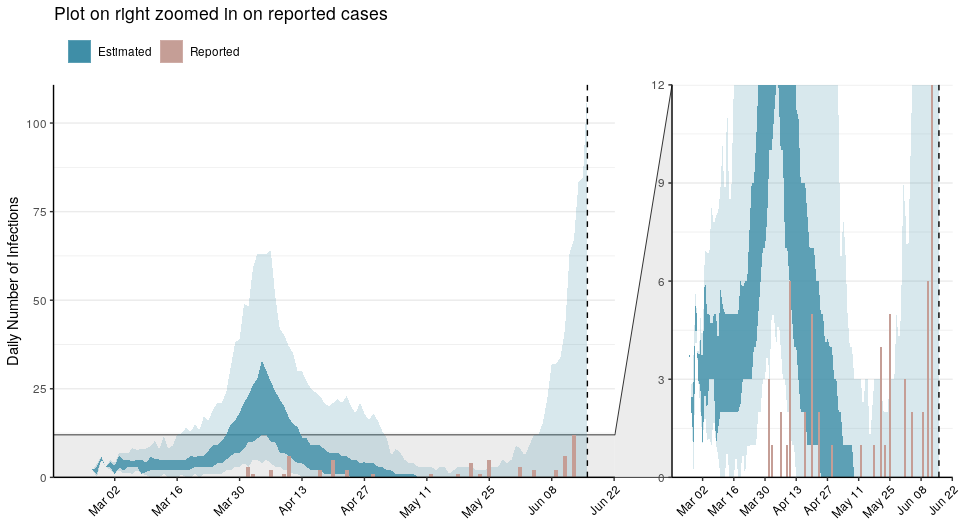 Plot on right zoomed in on reported cases
Estimated Reported
Daily Number of Infections
100
75
50
25
0
Mar 02 Mar 16 Mar 30 Apr 13 Apr 27 May 11 May 25 Jun 08 Jun 22
12
9
6
3
0
Mar 02 Mar 16 Mar 30 Apr 13 Apr 27 May 11 May 25 Jun 08 Jun 22